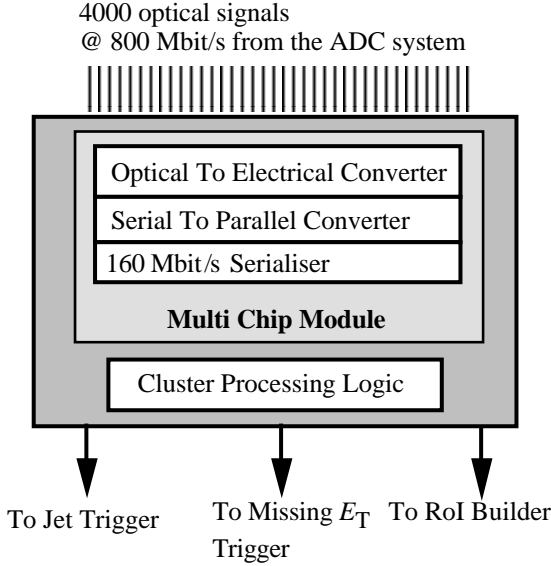 4000 optical signals
@ 800 Mbit/s from the ADC system
Optical To Electrical Converter
Serial To Parallel Converter
160 Mbit/s Serialiser
Multi Chip Module
Cluster Processing Logic
To Jet Trigger
To Missing ET
Trigger
To RoI Builder